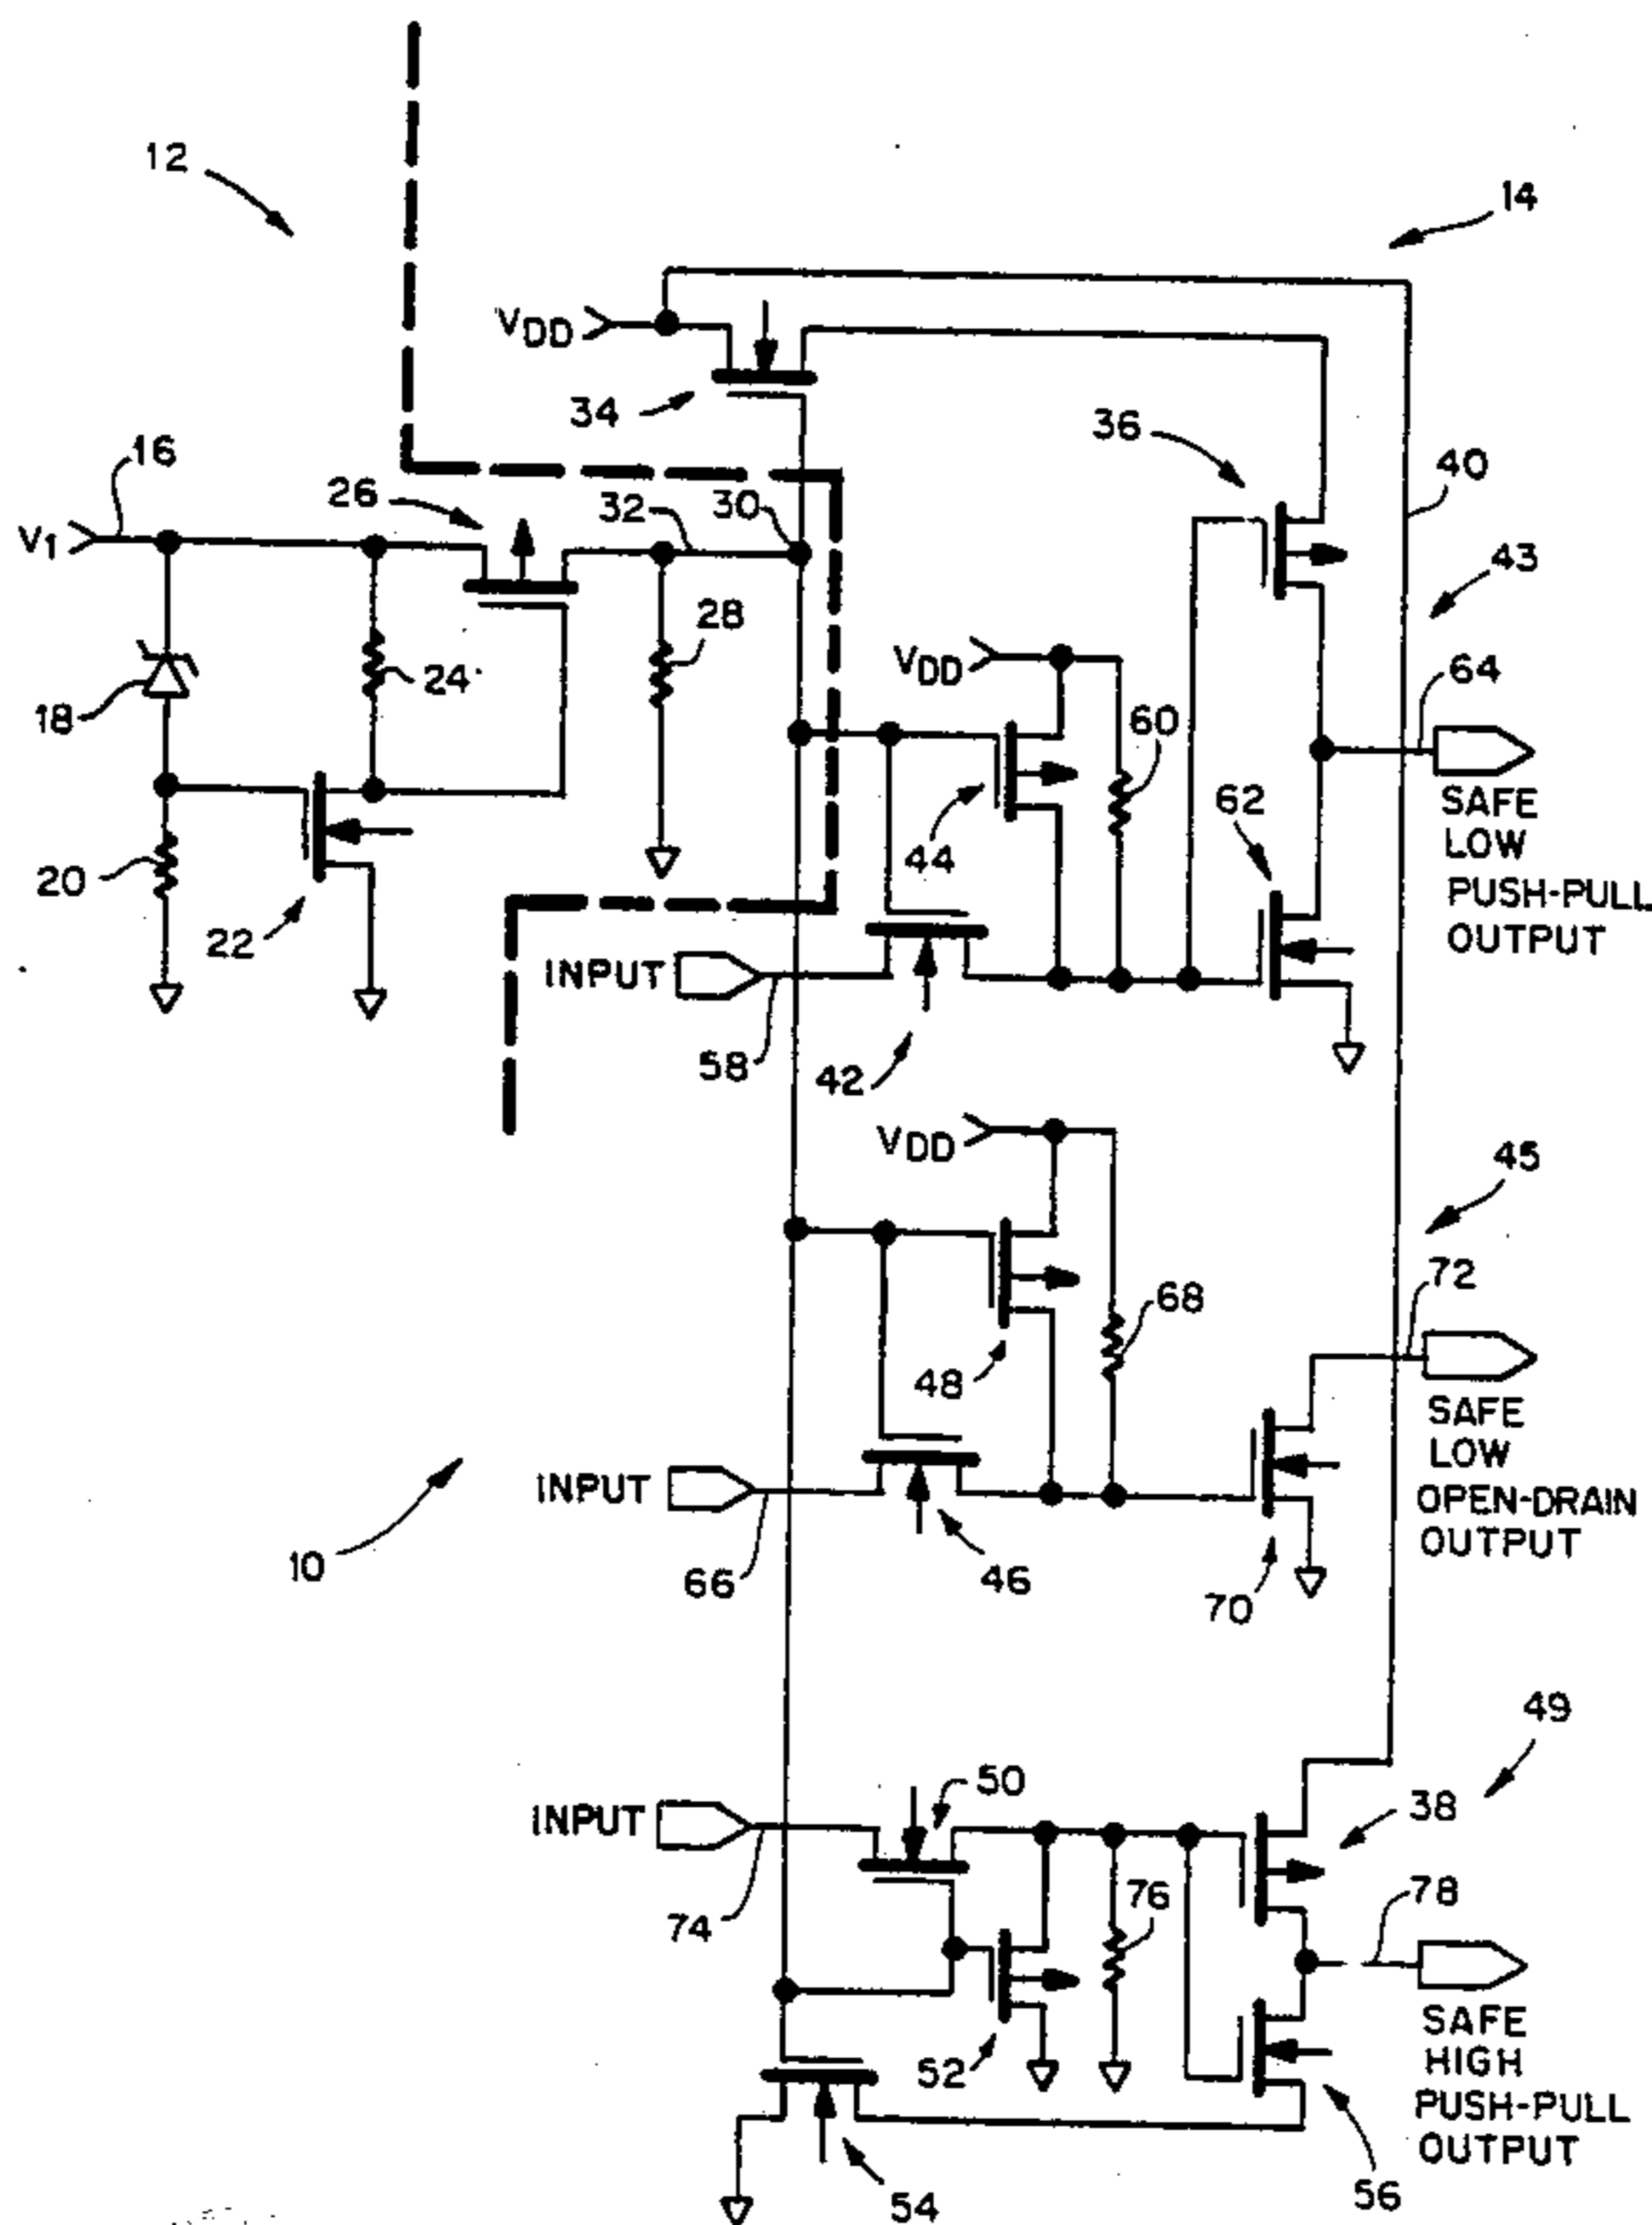 12
14
VDD
34
36
16
26
32
30
40
V1
43
28
VDD
24
60
64
18
62
SAFE
LOW
PUSH-PULL
OUTPUT
44
20
22
INPUT
58
42
VDD
45
72
68
48
SAFE
LOW
OPEN-DRAIN
OUTPUT
INPUT
10
66
46
70
49
50
INPUT
38
76
78
74
SAFE
HIGH
PUSH-PULL
OUTPUT
52
54
56